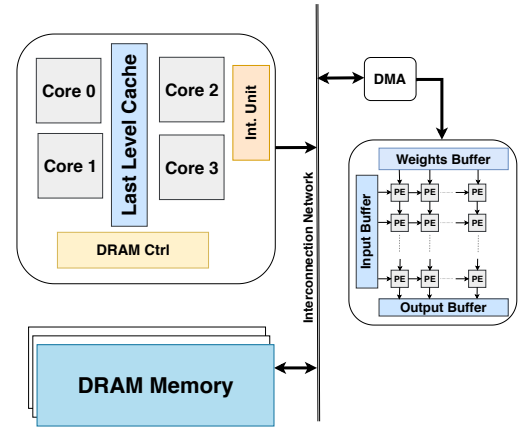 Core 0
Core 1
Last Level Cache
Core 2
Core 3
Int. Unit
DRAM Ctrl
DRAM Memory
Interconnection Network
DMA
Weights Buffer
Input Buffer
PE PE PE
PE PE PE
PE PE PE
Output Buffer